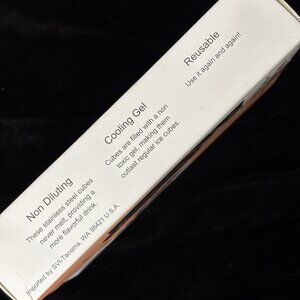 Non Diluting
These stainless steel cubes
never melt, providing a
more flavorful drink.
Cooling Gel
Cubes are filled with a non
toxic gel, making them
outlast regular ice cubes.
Reusable
Use it again and again!
Imported by SVI-Tacoma, WA 98421 U.S.A.